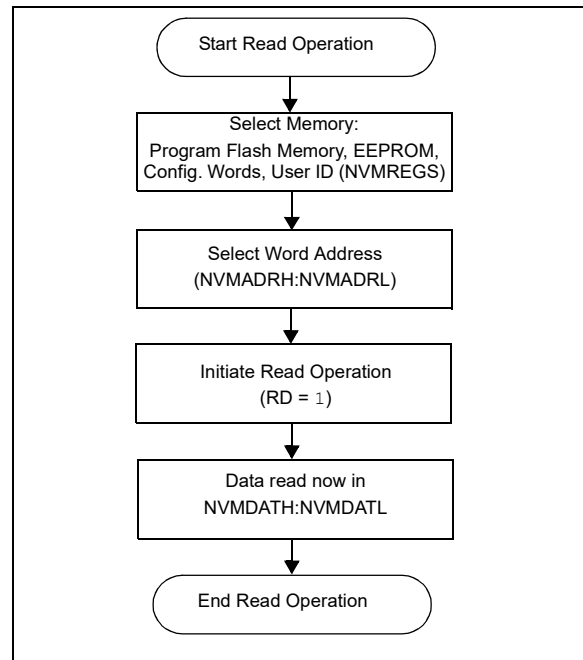 Start Read Operation
Select Memory:
Program Flash Memory, EEPROM,
Config. Words, User ID (NVMREGS)
Select Word Address
(NVMADRH:NVMADRL)
Initiate Read Operation
(RD = 1)
Data read now in
NVMDATH:NVMDATL
End Read Operation